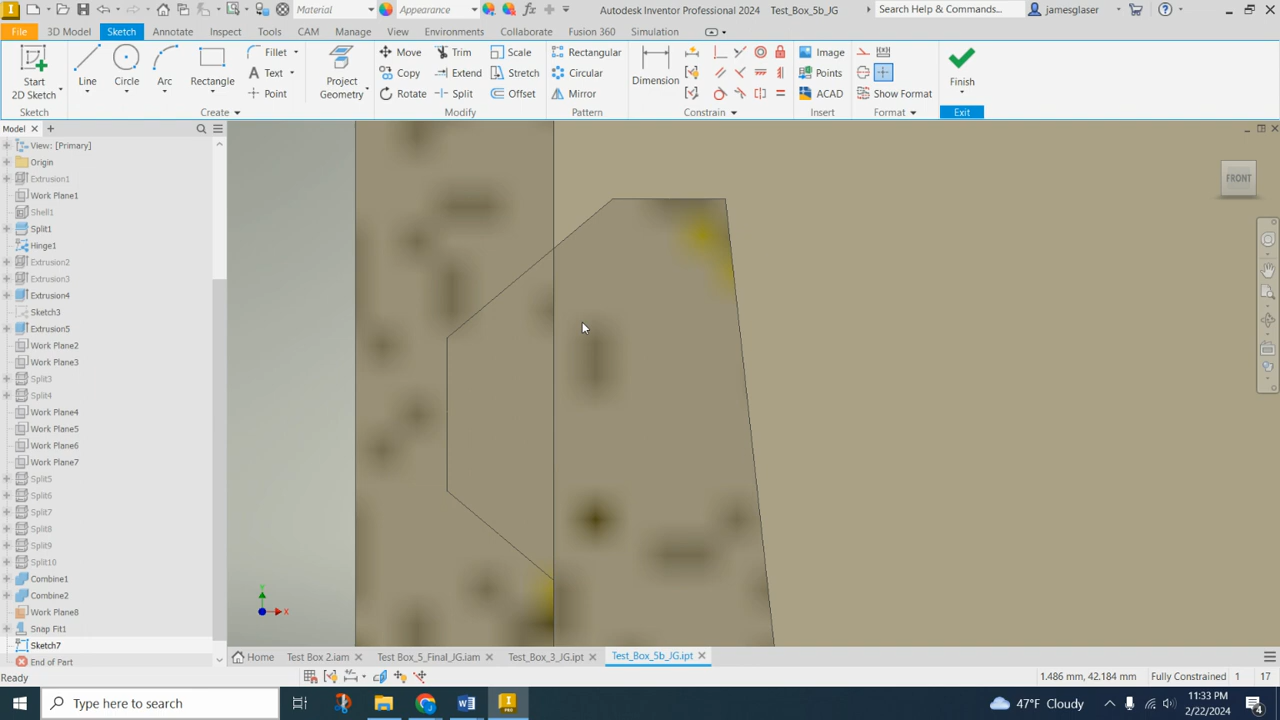 PRO
Material
Appearance
Autodesk Inventor Professional 2024 Test_Box_5b_JG
Search Help & Commands...
jamesglaser
File
3D Model
Sketch
Annotate
Inspect
Tools
CAM
Manage
View
Environments
Collaborate
Fusion 360
Simulation
Start
2D Sketch
Line
Circle
Arc
Rectangle
Fillet
Text
Point
Project
Geometry
Move
Copy
Rotate
Trim
Extend
Split
Scale
Stretch
Offset
Rectangular
Circular
Mirror
Dimension
Image
Points
ACAD
Show Format
Finish
Sketch
Create
Modify
Pattern
Constrain
Insert
Format
Exit
Model
View: [Primary]
Origin
Extrusion1
Work Plane1
Shell1
Split1
Hinge1
Extrusion2
Extrusion3
Extrusion4
Sketch3
Extrusion5
Work Plane2
Work Plane3
Split3
Split4
Work Plane4
Work Plane5
Work Plane6
Work Plane7
Split5
Split6
Split7
Split8
Split9
Split10
Combine1
Combine2
Work Plane8
Snap Fit1
Sketch7
End of Part
FRONT
Y
X
Home
Test Box 2.iam
Test Box_5_Final_JG.iam
Test_Box_3_JG.ipt
Test_Box_5b_JG.ipt
Ready
1.486 mm, 42.184 mm
Fully Constrained
1
17
Type here to search
47°F Cloudy
11:33 PM
2/22/2024
4